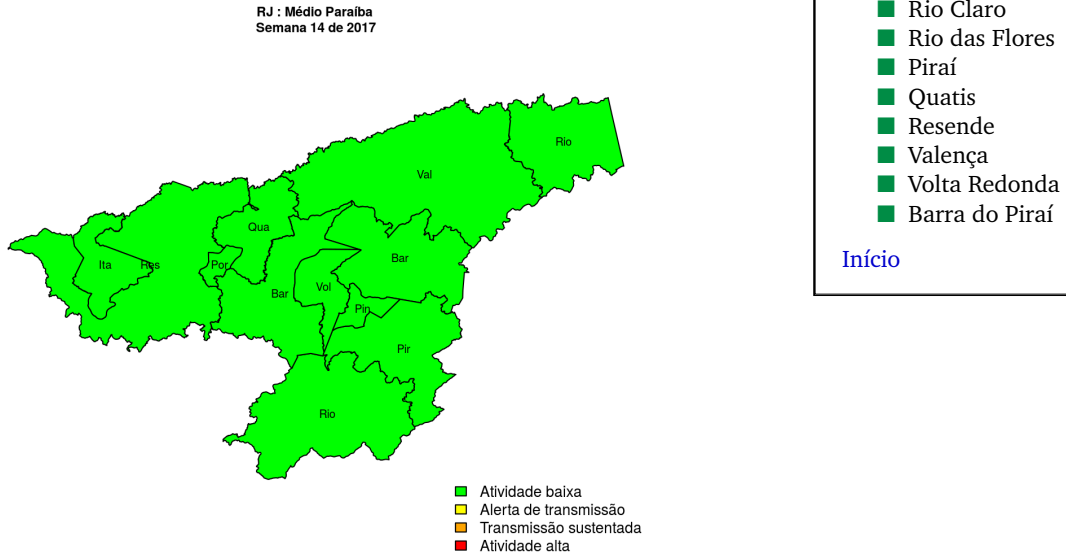 RJ : Médio Paraíba
Semana 14 de 2017
Rio
Val
Qua
Ita
Res
Por
Bar
Bar
Vol
Pin
Pir
Rio
Atividade baixa
Alerta de transmissão
Transmissão sustentada
Atividade alta
Rio Claro
Rio das Flores
Piraí
Quatis
Resende
Valença
Volta Redonda
Barra do Piraí
Início